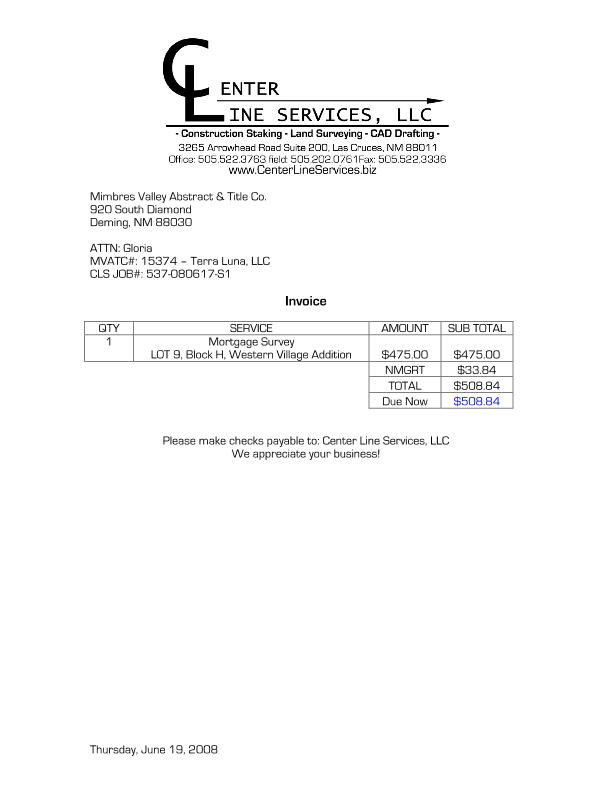 CENTER
LINE SERVICES, LLC
- Construction Staking - Land Surveying - CAD Drafting -
3265 Arrowhead Road Suite 200, Las Cruces, NM 88011
Office: 505.522.3763 field: 505.202.0761Fax: 505.522.3336
www.CenterLineServices.biz
Mimbres Valley Abstract & Title Co.
920 South Diamond
Deming, NM 88030
ATTN: Gloria
MVATC#: 15374 – Terra Luna, LLC
CLS JOB#: 537-080617-S1
Invoice
QTY SERVICE AMOUNT SUB TOTAL
1 Mortgage Survey
LOT 9, Block H, Western Village Addition $475.00 $475.00
NMGRT $33.84
TOTAL $508.84
Due Now $508.84
Please make checks payable to: Center Line Services, LLC
We appreciate your business!
Thursday, June 19, 2008